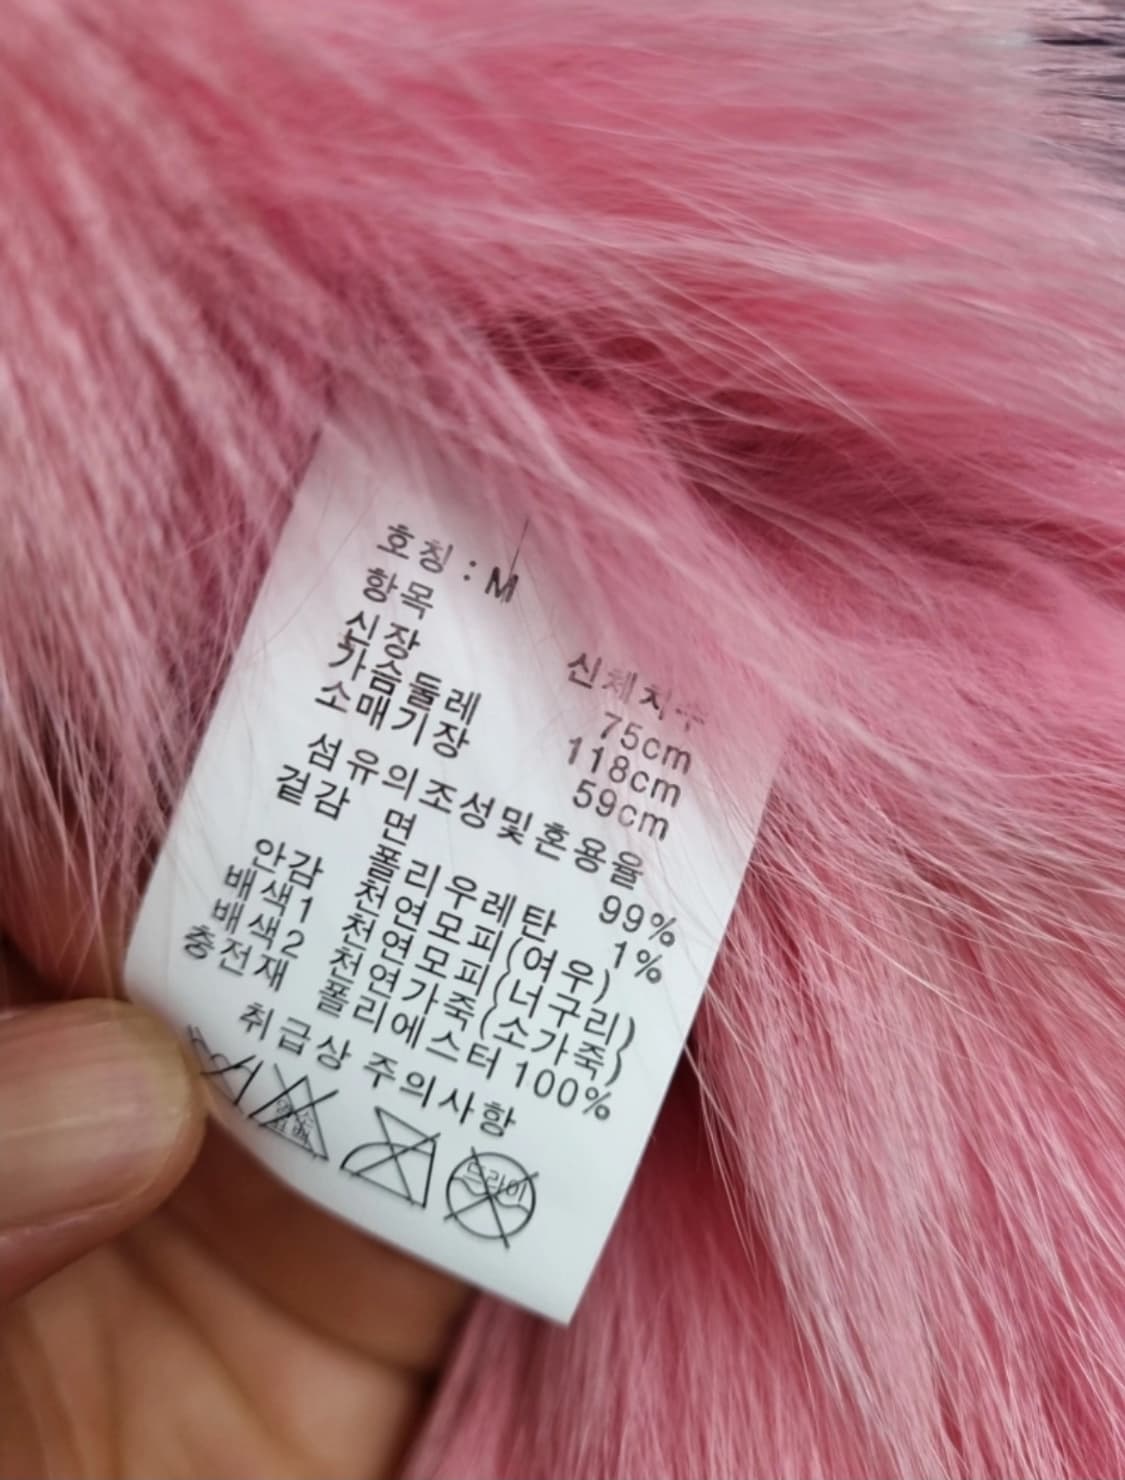 호칭 : M
항목 신체치수
신장 75cm
가슴둘레 118cm
소매기장 59cm
섬유의조성및혼용율
겉감 면 99%
폴리우레탄 1%
안감 천연모피(여우)
배색1 천연모피(너구리)
배색2 천연가죽(소가죽)
충전재 폴리에스터 100%
취급상 주의사항
드라이